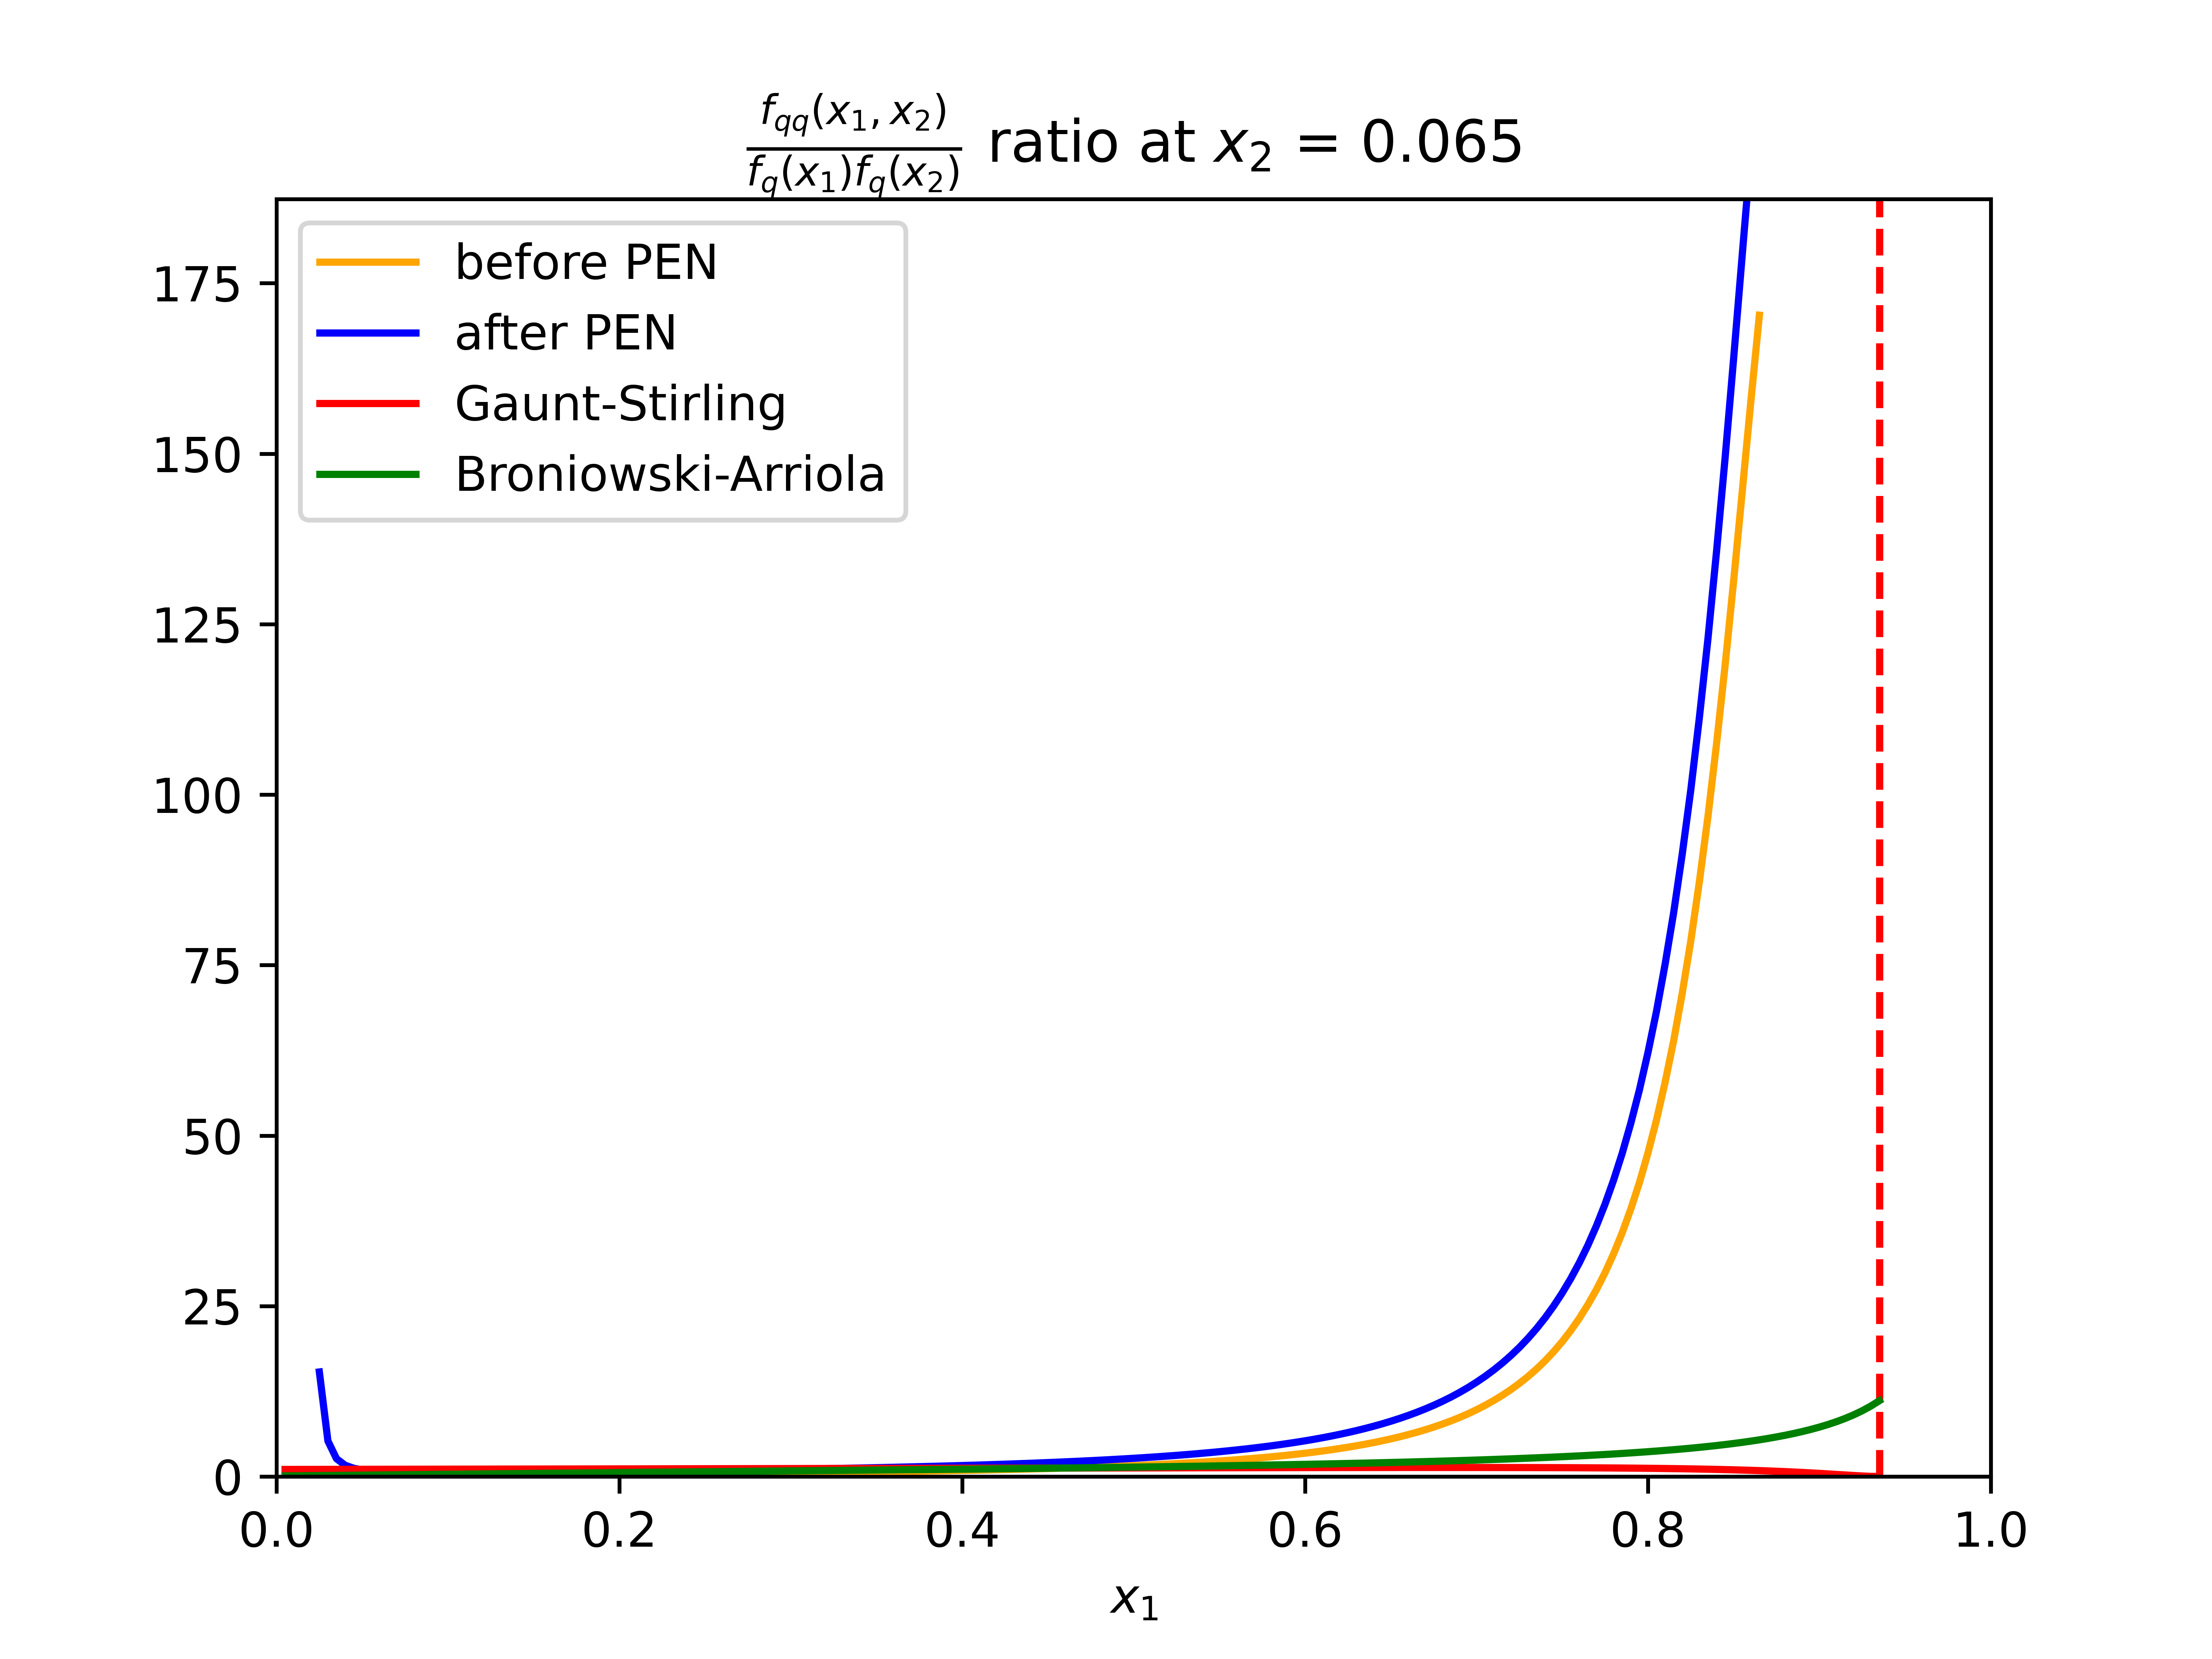 f_qq(x_1, x_2)
f_q(x_1)f_q(x_2) ratio at x_2 = 0.065
before PEN
after PEN
Gaunt-Stirling
Broniowski-Arriola
175
150
125
100
75
50
25
0
0.0 0.2 0.4 0.6 0.8 1.0
x_1